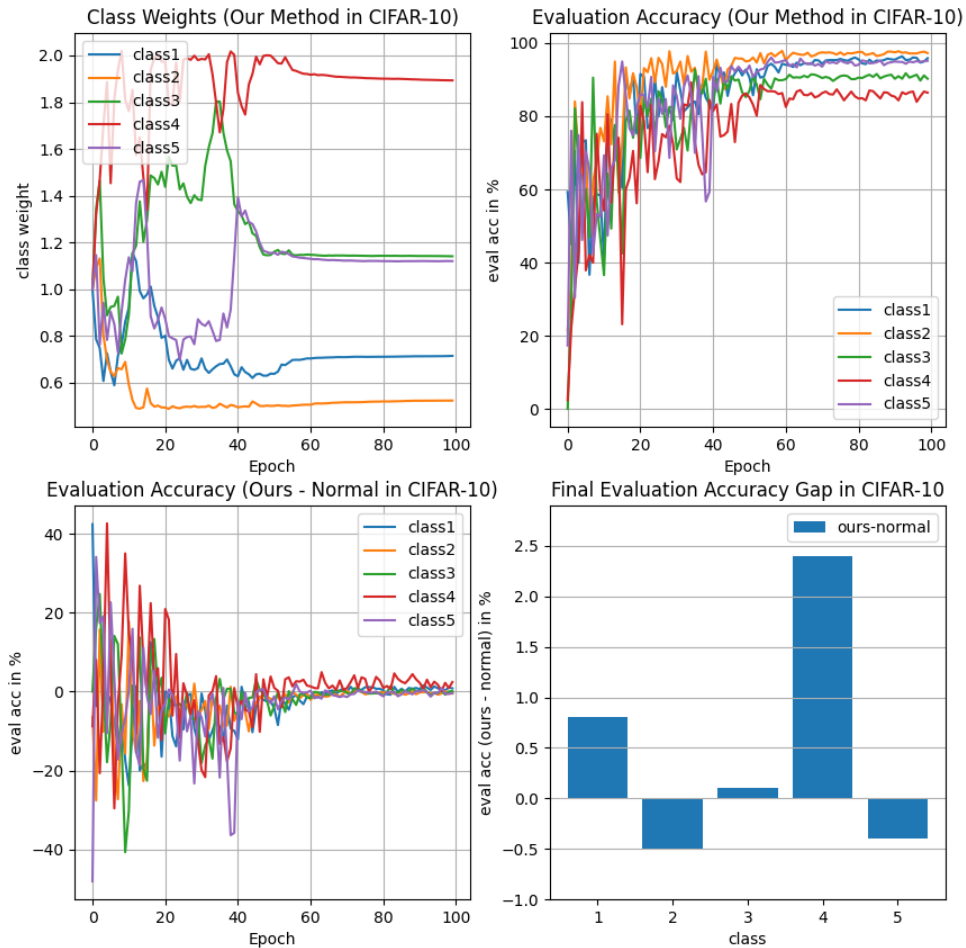 Class Weights (Our Method in CIFAR-10)
2.0
1.8
1.6
1.4
1.2
1.0
0.8
0.6
class weight
class1
class2
class3
class4
class5
0
20
40
60
80
100
Epoch
Evaluation Accuracy (Our Method in CIFAR-10)
100
80
60
40
20
0
eval acc in %
class1
class2
class3
class4
class5
0
20
40
60
80
100
Epoch
Evaluation Accuracy (Ours - Normal in CIFAR-10)
40
20
0
−20
−40
eval acc in %
class1
class2
class3
class4
class5
0
20
40
60
80
100
Epoch
Final Evaluation Accuracy Gap in CIFAR-10
2.5
2.0
1.5
1.0
0.5
0.0
−0.5
−1.0
eval acc (ours - normal) in %
ours-normal
1
2
3
4
5
class